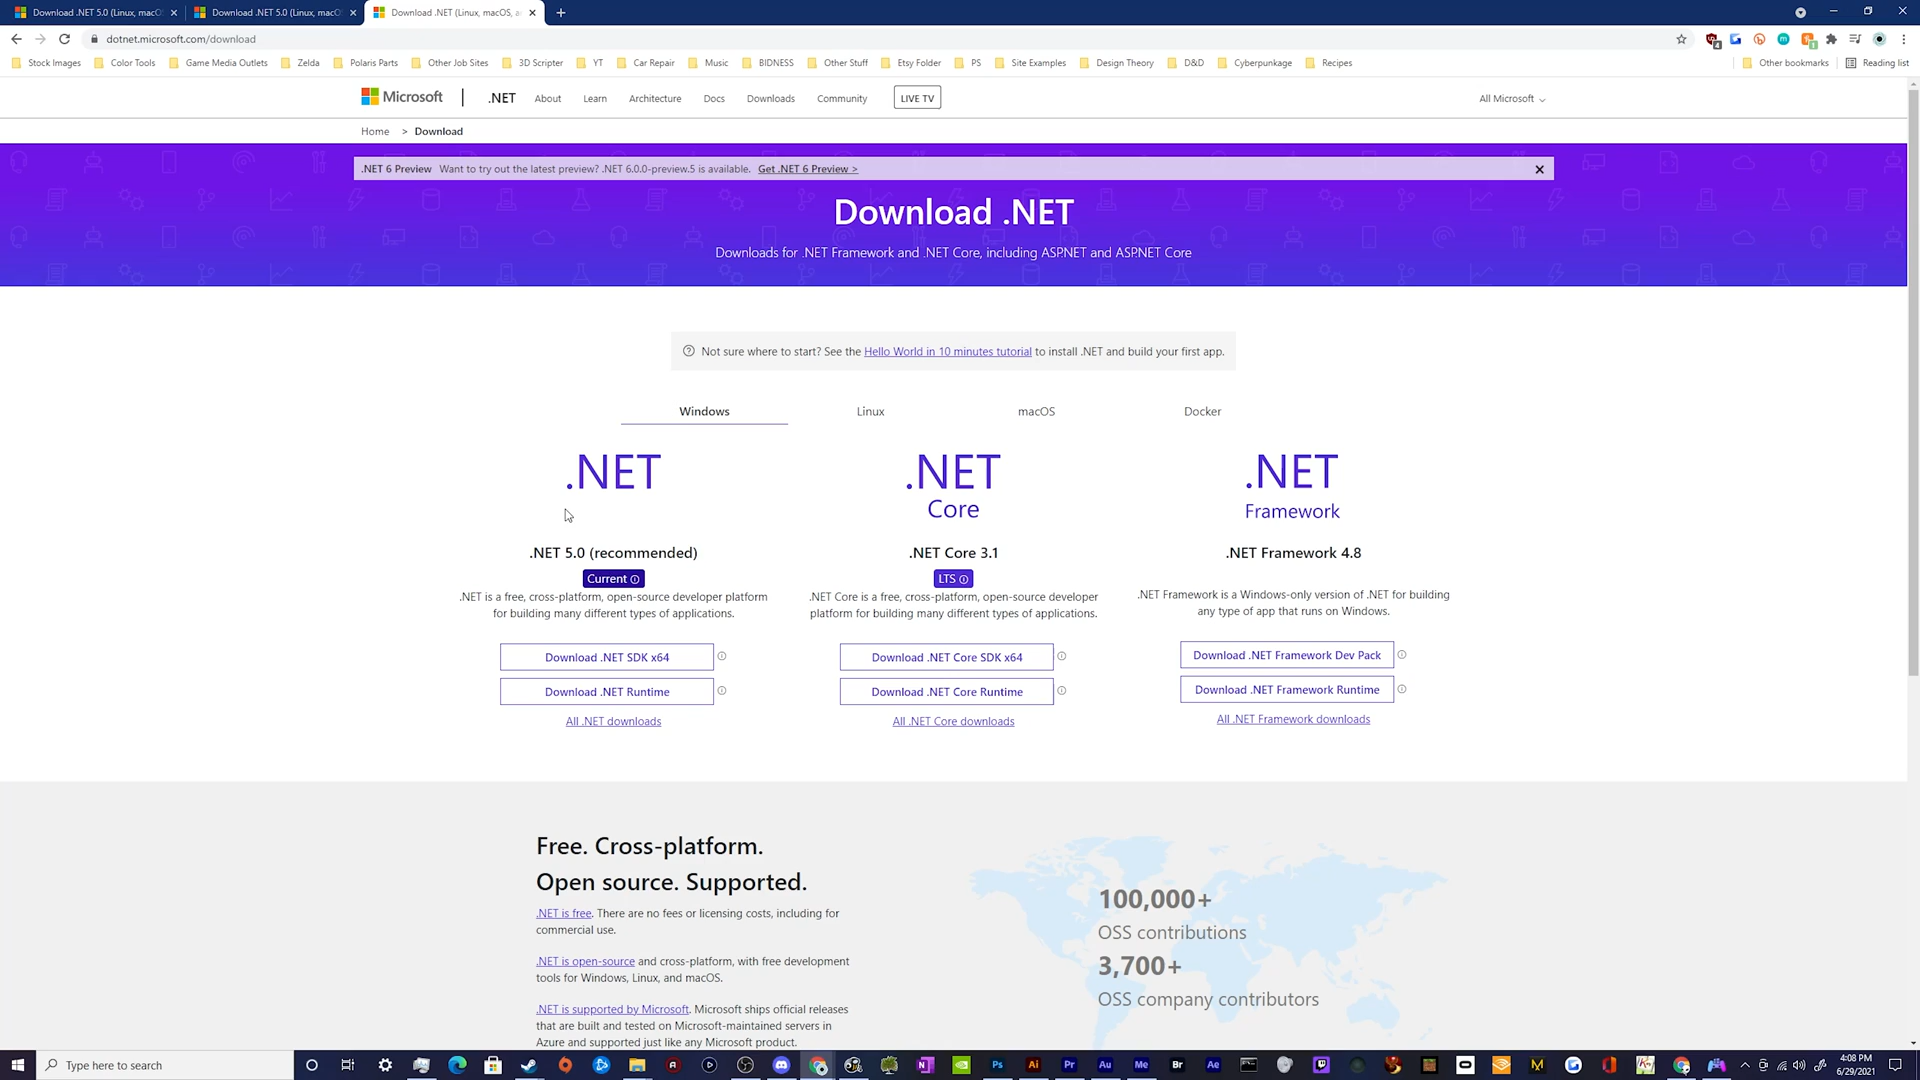 Download .NET 5.0 (Linux, macO
Download .NET 5.0 (Linux, macO
Download .NET (Linux, macOS, a
dotnet.microsoft.com/download
Stock Images
Color Tools
Game Media Outlets
Zelda
Polaris Parts
Other Job Sites
3D Scripter
YT
Car Repair
Music
BIDNESS
Other Stuff
Etsy Folder
PS
Site Examples
Design Theory
D&D
Cyberpunkage
Recipes
Other bookmarks
Reading list
Microsoft
.NET
About
Learn
Architecture
Docs
Downloads
Community
LIVE TV
All Microsoft
Home > Download
.NET 6 Preview Want to try out the latest preview? .NET 6.0.0-preview.5 is available. Get .NET 6 Preview >
Download .NET
Downloads for .NET Framework and .NET Core, including ASP.NET and ASP.NET Core
Not sure where to start? See the Hello World in 10 minutes tutorial to install .NET and build your first app.
Windows
Linux
macOS
Docker
.NET
.NET 5.0 (recommended)
Current
.NET is a free, cross-platform, open-source developer platform
for building many different types of applications.
Download .NET SDK x64
Download .NET Runtime
All .NET downloads
.NET
Core
.NET Core 3.1
LTS
.NET Core is a free, cross-platform, open-source developer
platform for building many different types of applications.
Download .NET Core SDK x64
Download .NET Core Runtime
All .NET Core downloads
.NET
Framework
.NET Framework 4.8
.NET Framework is a Windows-only version of .NET for building
any type of app that runs on Windows.
Download .NET Framework Dev Pack
Download .NET Framework Runtime
All .NET Framework downloads
Free. Cross-platform.
Open source. Supported.
.NET is free. There are no fees or licensing costs, including for
commercial use.
.NET is open-source and cross-platform, with free development
tools for Windows, Linux, and macOS.
.NET is supported by Microsoft. Microsoft ships official releases
that are built and tested on Microsoft-maintained servers in
Azure and supported just like any Microsoft product.
100,000+
OSS contributions
3,700+
OSS company contributors
Type here to search
Ps
Ai
Pr
Au
Me
Br
Ae
4:08 PM
6/29/2021